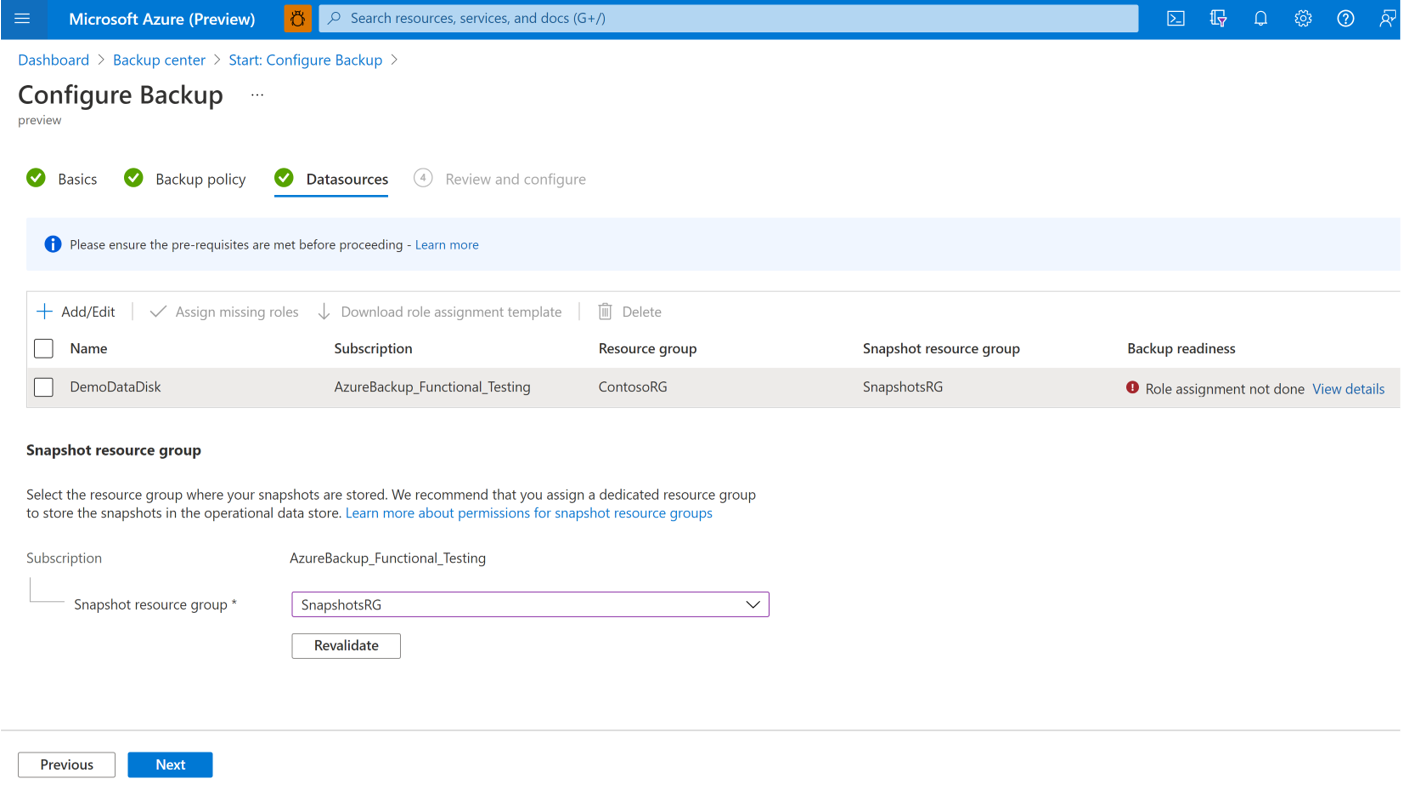 Microsoft Azure (Preview)
Search resources, services, and docs (G+/)
Dashboard > Backup center > Start: Configure Backup >
Configure Backup ...
preview
Basics
Backup policy
Datasources
4 Review and configure
Please ensure the pre-requisites are met before proceeding - Learn more
Add/Edit
Assign missing roles
Download role assignment template
Delete
Name Subscription Resource group Snapshot resource group Backup readiness
DemoDataDisk AzureBackup_Functional_Testing ContosoRG SnapshotsRG Role assignment not done View details
Snapshot resource group
Select the resource group where your snapshots are stored. We recommend that you assign a dedicated resource group
to store the snapshots in the operational data store. Learn more about permissions for snapshot resource groups
Subscription AzureBackup_Functional_Testing
Snapshot resource group * SnapshotsRG
Revalidate
Previous
Next